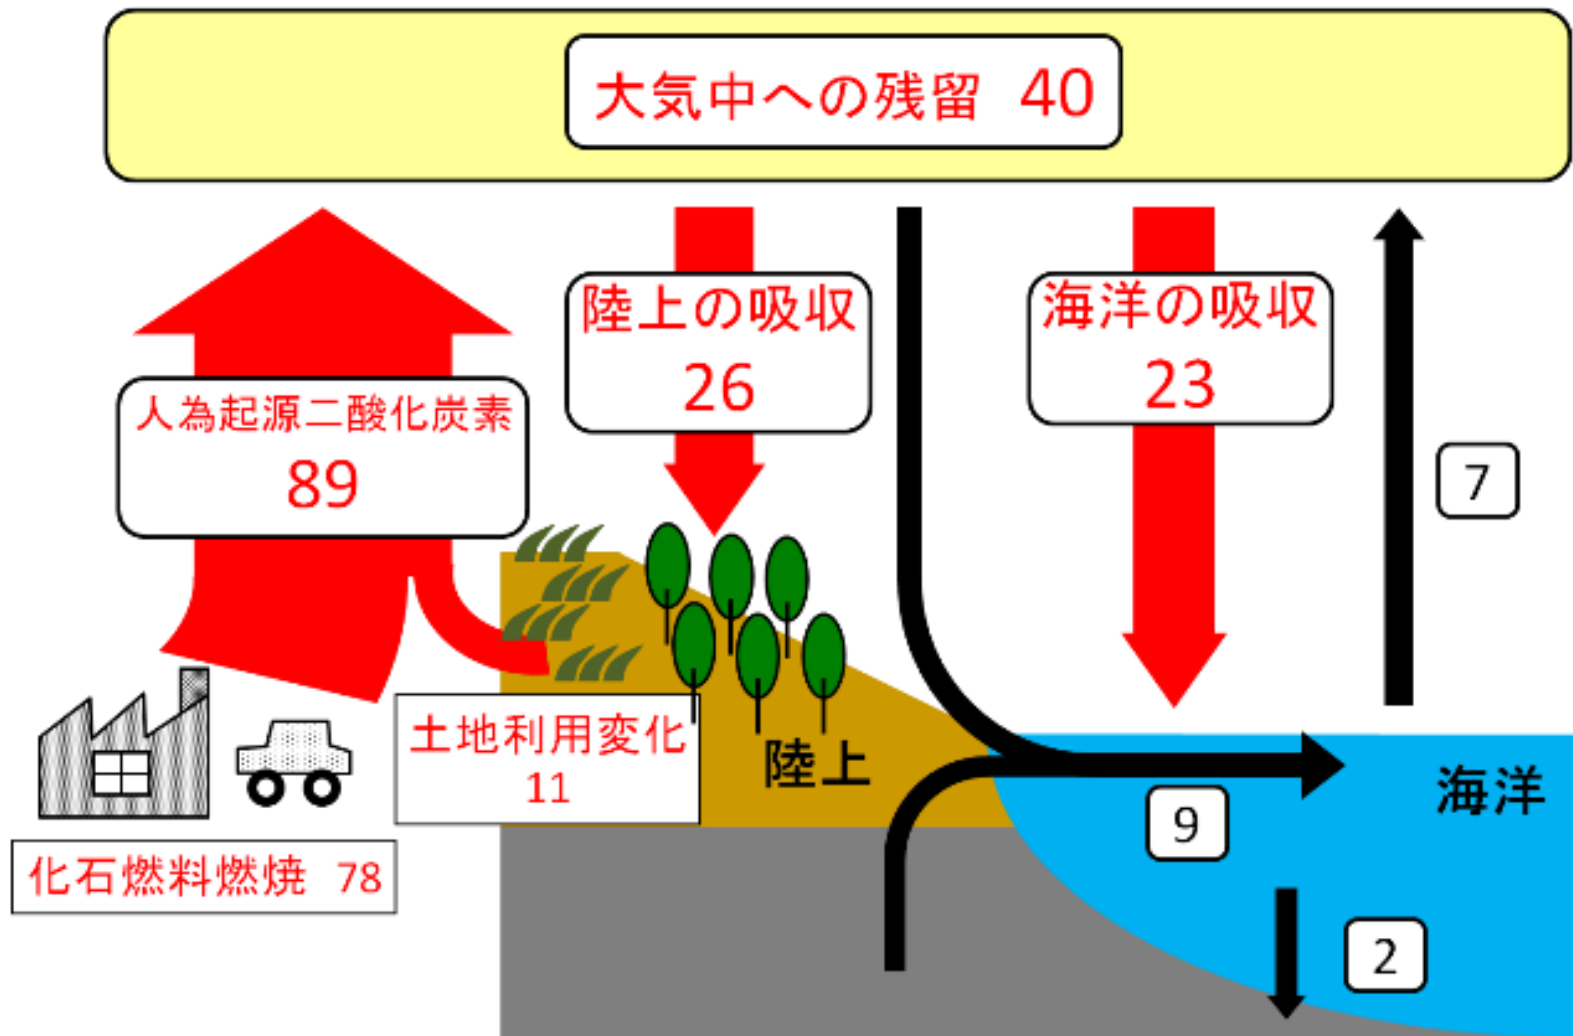 大気中への残留 40
陸上の吸収
26
海洋の吸収
23
人為起源二酸化炭素
89
7
土地利用変化
11
陸上
海洋
9
化石燃料燃焼 78
2